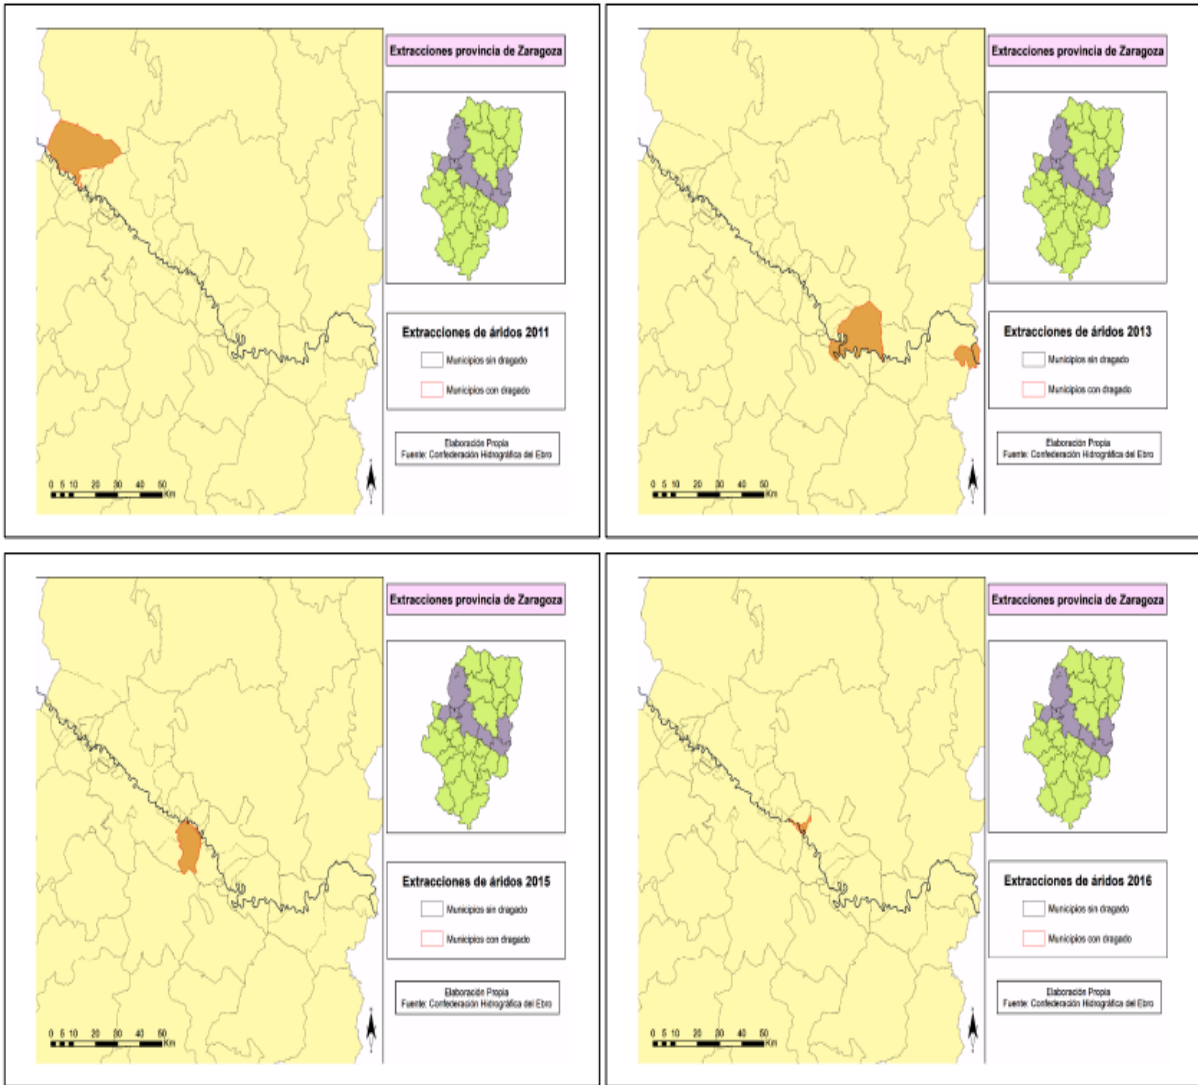 Extracciones provincia de Zaragoza
Extracciones de áridos 2011
Municipios sin dragado
Municipios con dragado
Elaboración Propia
Fuente: Confederación Hidrográfica del Ebro
0 5 10 20 30 40 50
Km
Extracciones provincia de Zaragoza
Extracciones de áridos 2013
Municipios sin dragado
Municipios con dragado
Elaboración Propia
Fuente: Confederación Hidrográfica del Ebro
0 5 10 20 30 40 50
Km
Extracciones provincia de Zaragoza
Extracciones de áridos 2015
Municipios sin dragado
Municipios con dragado
Elaboración Propia
Fuente: Confederación Hidrográfica del Ebro
0 5 10 20 30 40 50
Km
Extracciones provincia de Zaragoza
Extracciones de áridos 2016
Municipios sin dragado
Municipios con dragado
Elaboración Propia
Fuente: Confederación Hidrográfica del Ebro
0 5 10 20 30 40 50
Km